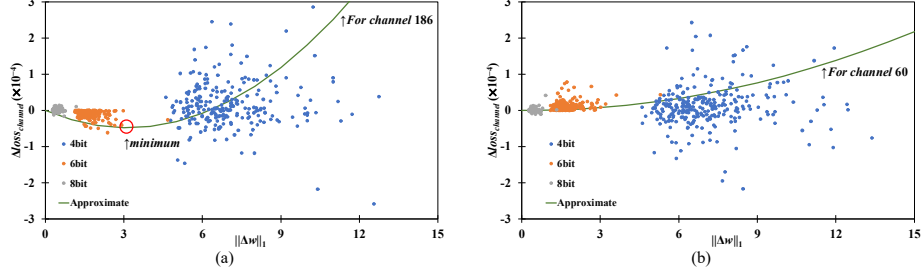 3
2
1
0
-1
-2
-3
Δloss_channel (×10⁻⁴)
↑For channel 186
↑minimum
4bit
6bit
8bit
Approximate
0 3 6 9 12 15
||Δw||₁
(a)
3
2
1
0
-1
-2
-3
Δloss_channel (×10⁻⁴)
↑For channel 60
4bit
6bit
8bit
Approximate
0 3 6 9 12 15
||Δw||₁
(b)